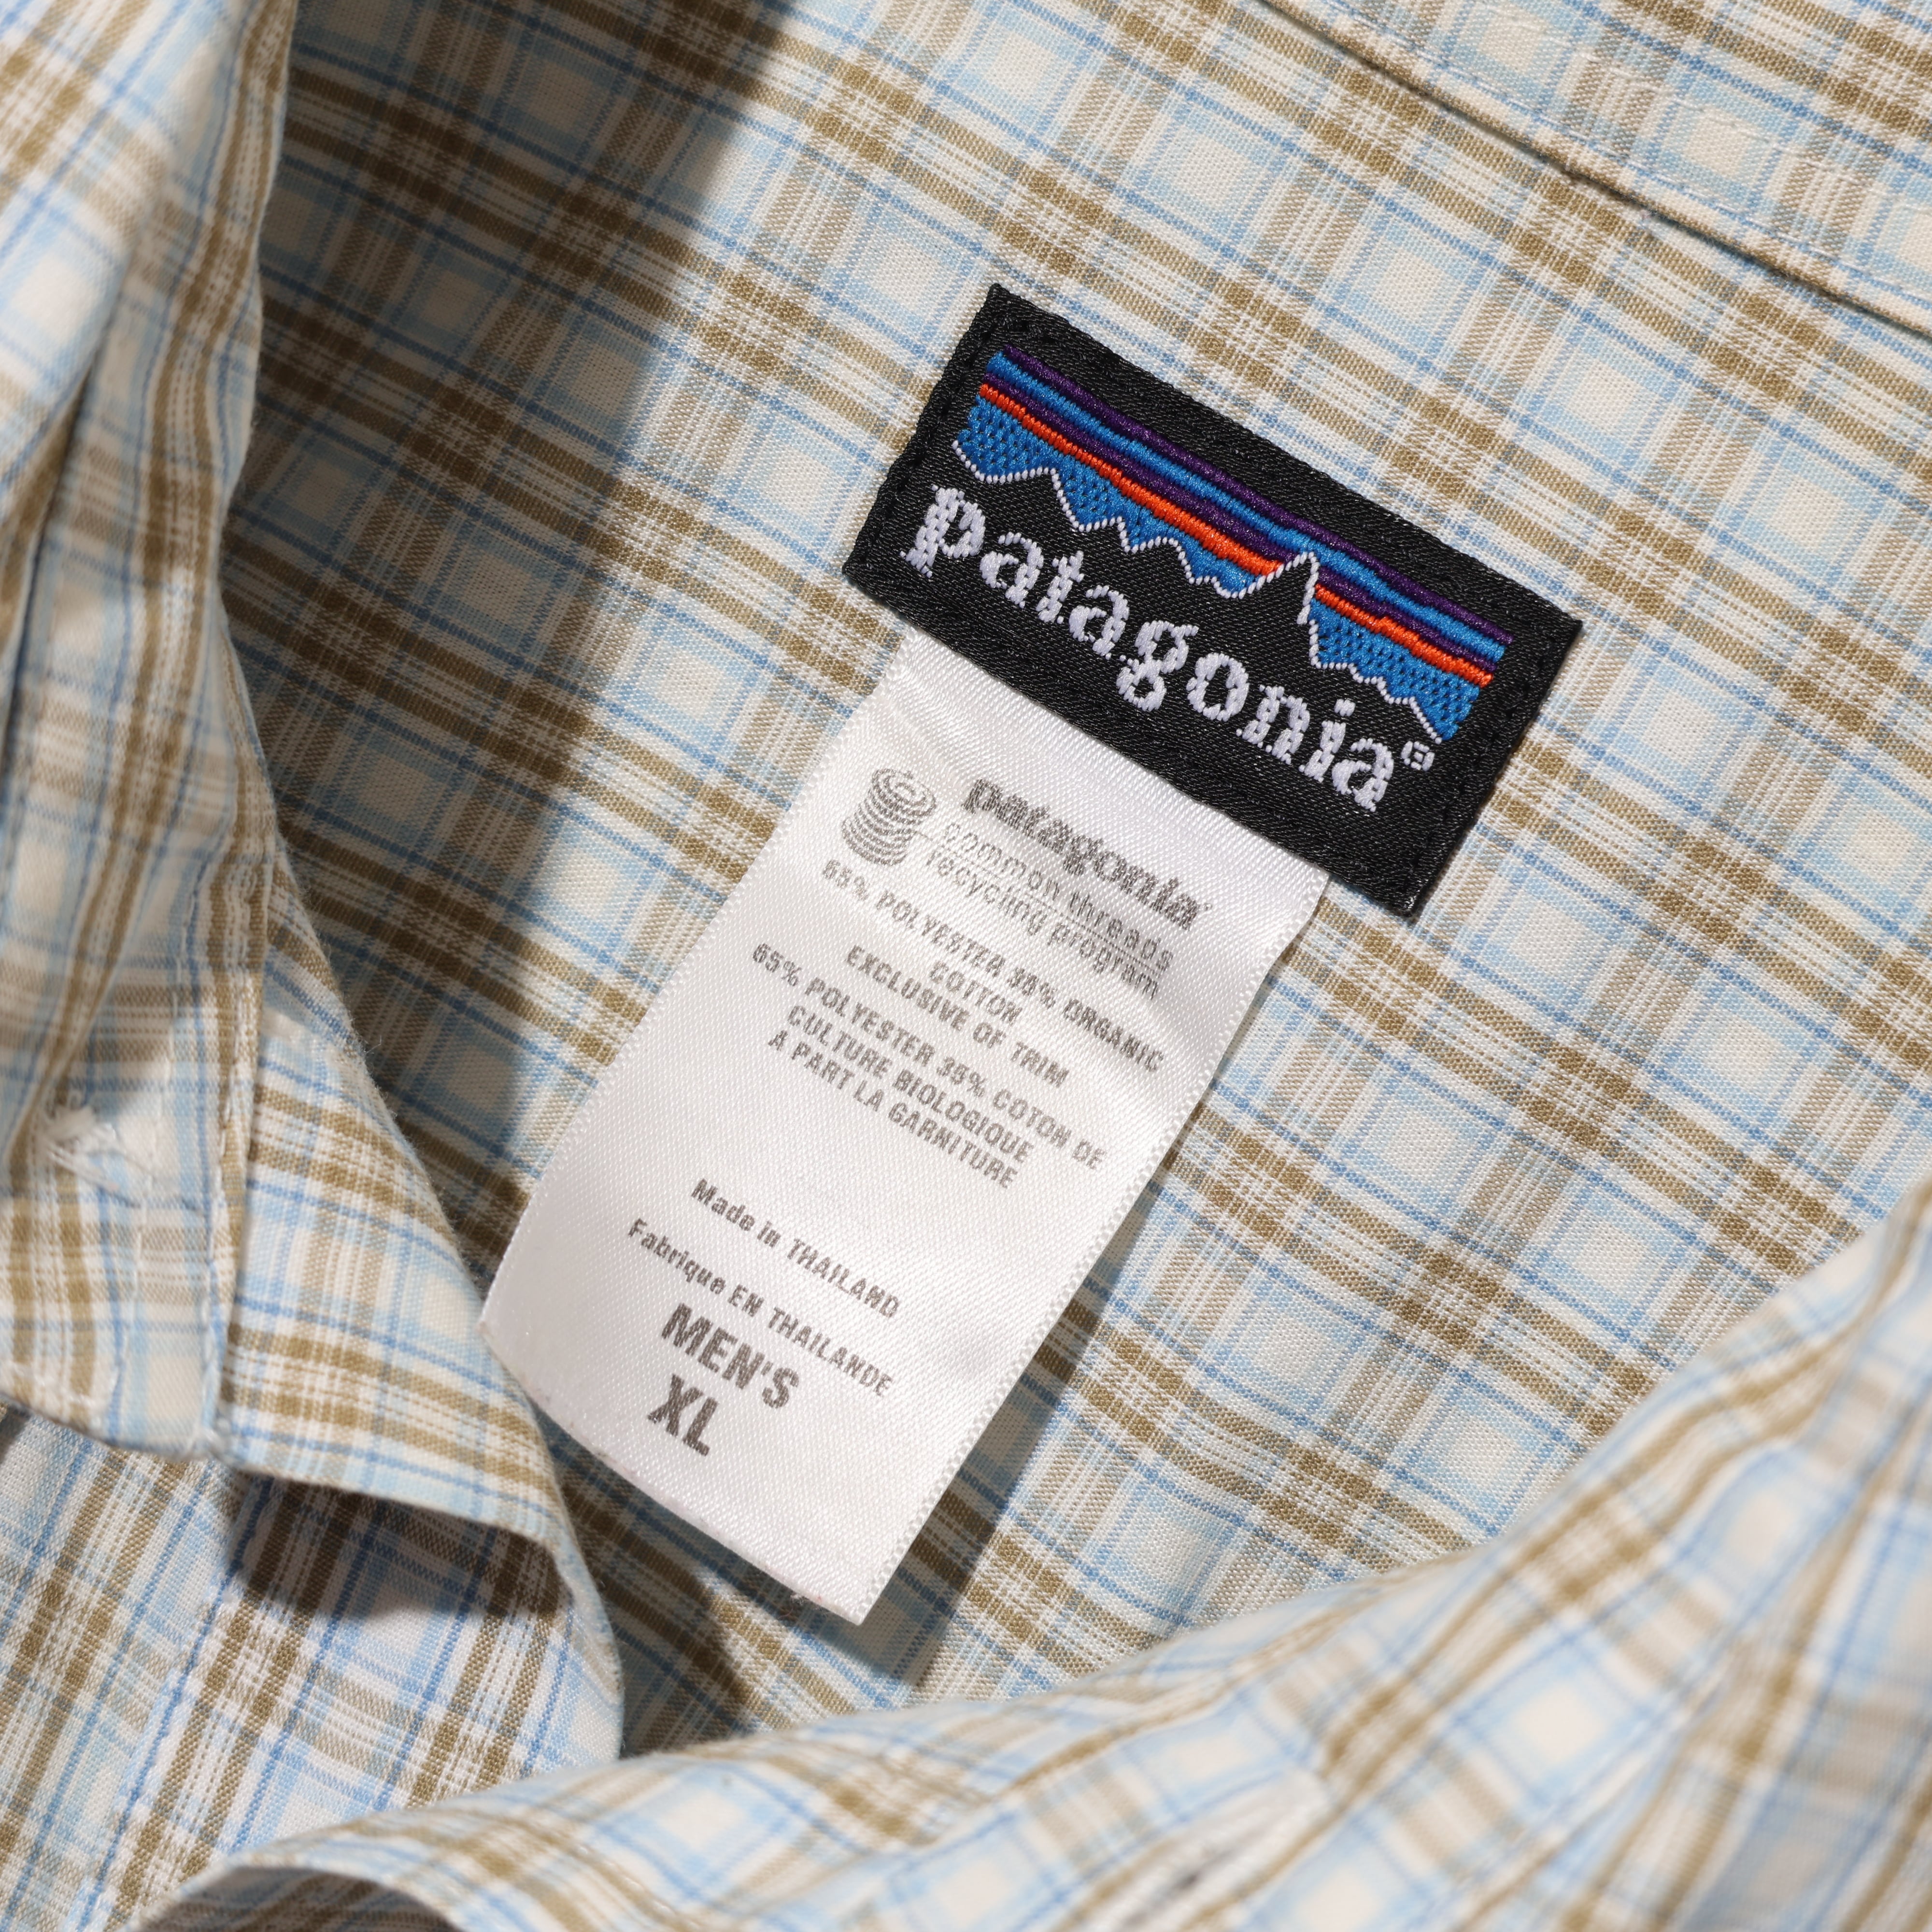 patagonia®
patagonia®
common threads
recycling program
65% POLYESTER 35% ORGANIC
COTTON
EXCLUSIVE OF TRIM
65% POLYESTER 35% COTON DE
CULTURE BIOLOGIQUE
À PART LA GARNITURE
Made in THAILAND
Fabrique EN THAILANDE
MEN'S
XL